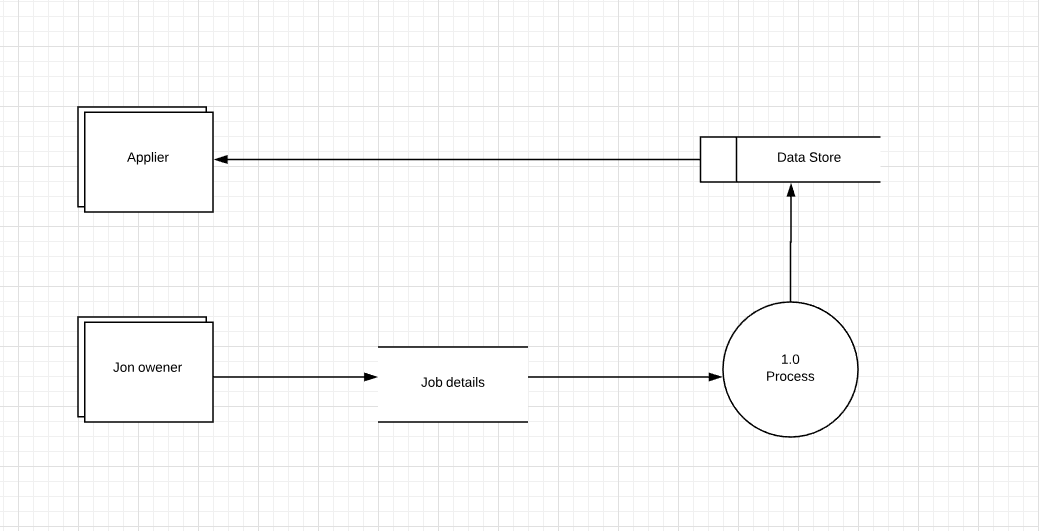 Applier
Data Store
Jon owener
Job details
1.0
Process